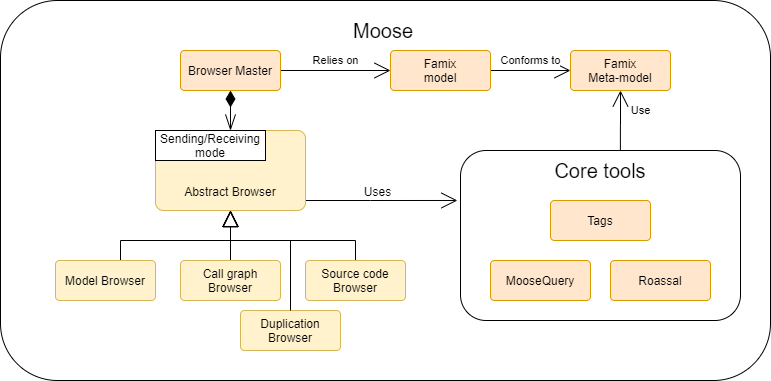 Moose
Browser Master
Relies on
Famix
model
Conforms to
Famix
Meta-model
Use
Sending/Receiving
mode
Abstract Browser
Uses
Core tools
Tags
MooseQuery
Roassal
Model Browser
Call graph
Browser
Source code
Browser
Duplication
Browser